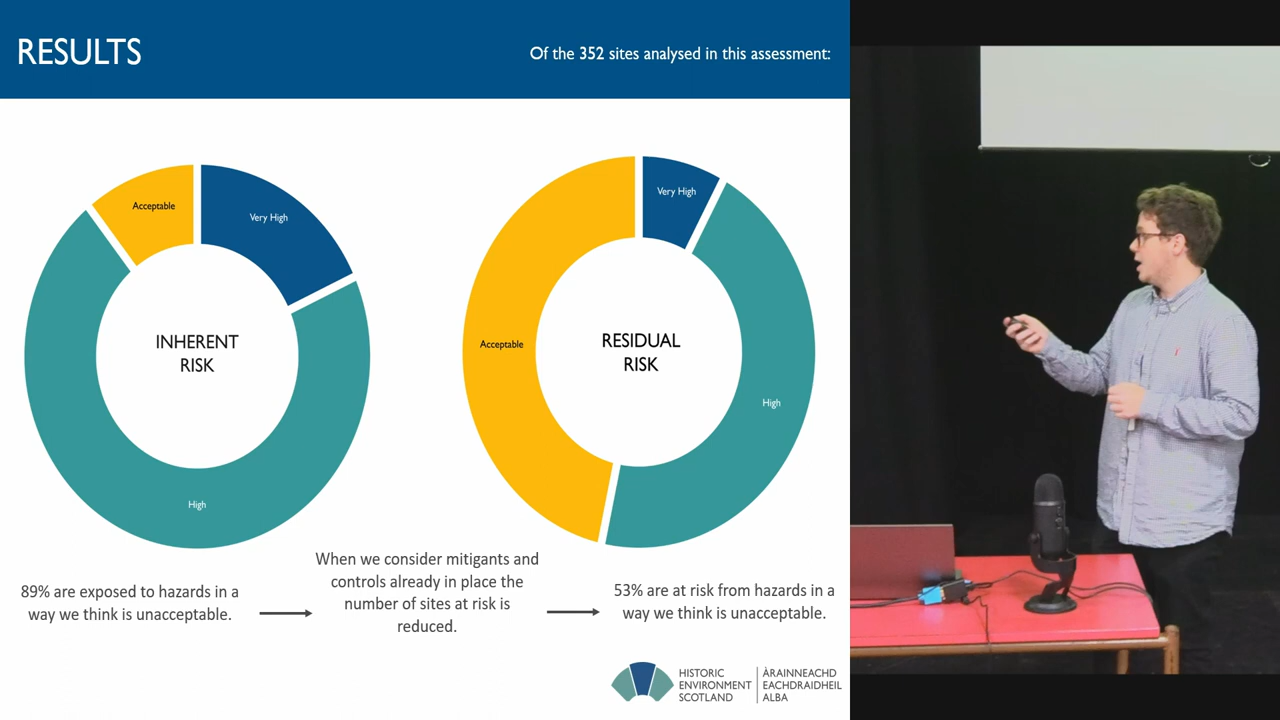 RESULTS
Of the 352 sites analysed in this assessment:
Acceptable
Very High
INHERENT
RISK
High
Very High
Acceptable
RESIDUAL
RISK
High
89% are exposed to hazards in a
way we think is unacceptable.
When we consider mitigants and
controls already in place the
number of sites at risk is
reduced.
53% are at risk from hazards in a
way we think is unacceptable.
HISTORIC
ENVIRONMENT
SCOTLAND
ÀRAINNEACHD
EACHDRAIDHEIL
ALBA